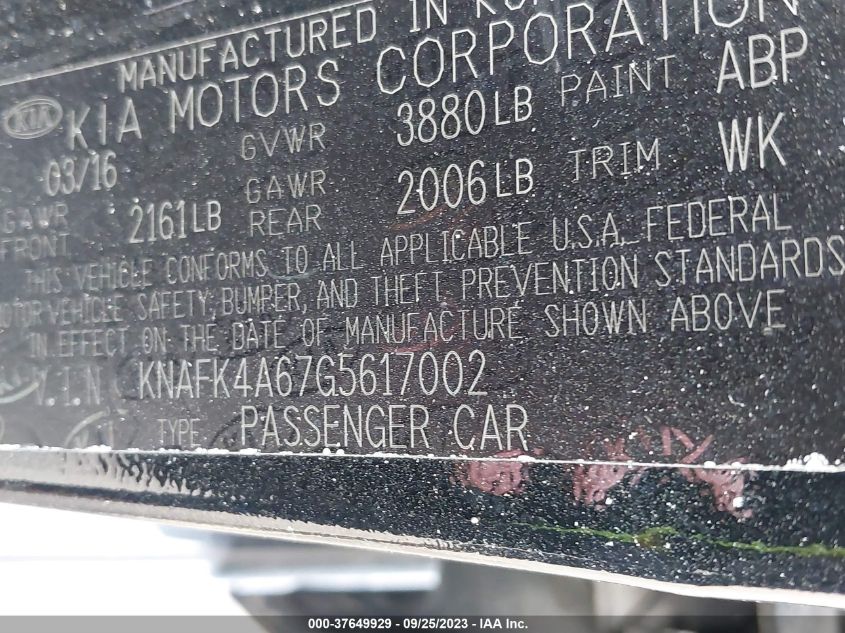 MANUFACTURED IN KOR
KIA KIA MOTORS CORPORATION
03/16 GVWR 3880LB PAINT ABP
GAWR FRONT 2161LB GAWR REAR 2006LB TRIM WK
THIS VEHICLE CONFORMS TO ALL APPLICABLE U.S.A. FEDERAL
MOTOR VEHICLE SAFETY, BUMPER, AND THEFT PREVENTION STANDARDS
IN EFFECT ON THE DATE OF MANUFACTURE SHOWN ABOVE
V.I.N KNAFK4A67G5617002
TYPE PASSENGER CAR
000-37649929 / 09/25/2023 - IAA Inc.